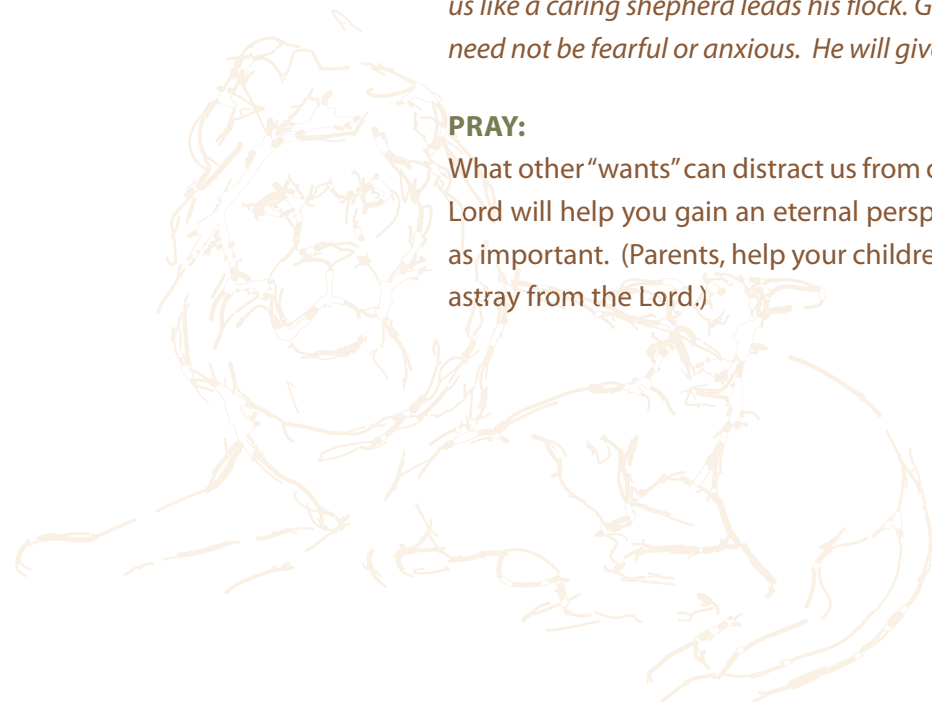 us like a caring shepherd leads his flock. G
need not be fearful or anxious.  He will give
PRAY:
What other “wants” can distract us from
Lord will help you gain an eternal persp
as important.  (Parents, help your childre
astray from the Lord.)